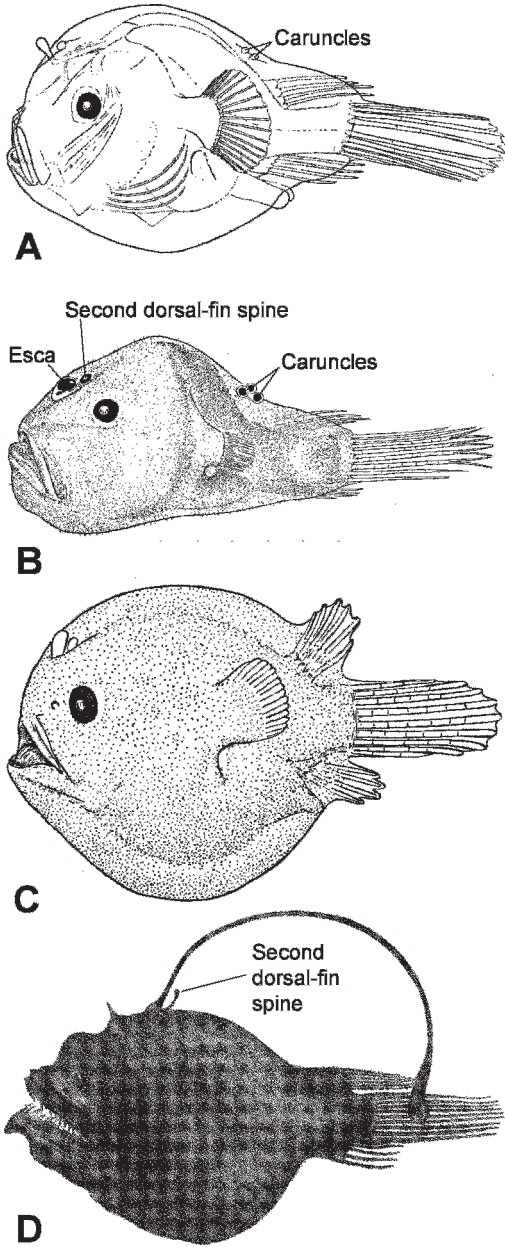 Caruncles
A
Second dorsal-fin spine
Esca
Caruncles
B
C
Second
dorsal-fin
spine
D